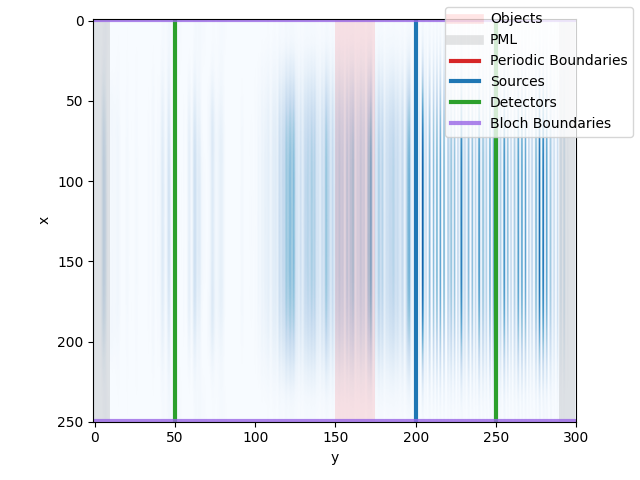 Objects
PML
Periodic Boundaries
Sources
Detectors
Bloch Boundaries
0
50
100
150
200
250
x
0 50 100 150 200 250 300
y